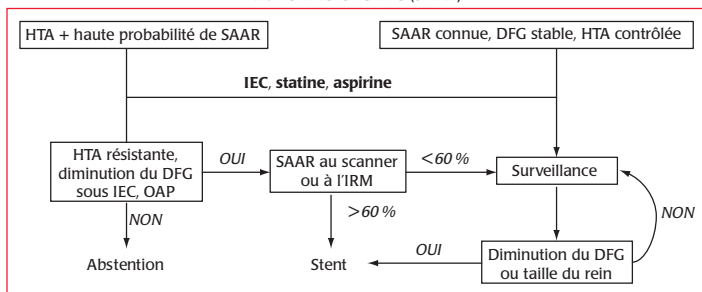 HTA + haute probabilité de SAAR
SAAR connue, DFG stable, HTA contrôlée
IEC, statine, aspirine
HTA résistante,
diminution du DFG
sous IEC, OAP
OUI
SAAR au scanner
ou à l'IRM
<60 %
Surveillance
NON
>60 %
NON
Abstention
Stent
OUI
Diminution du DFG
ou taille du rein